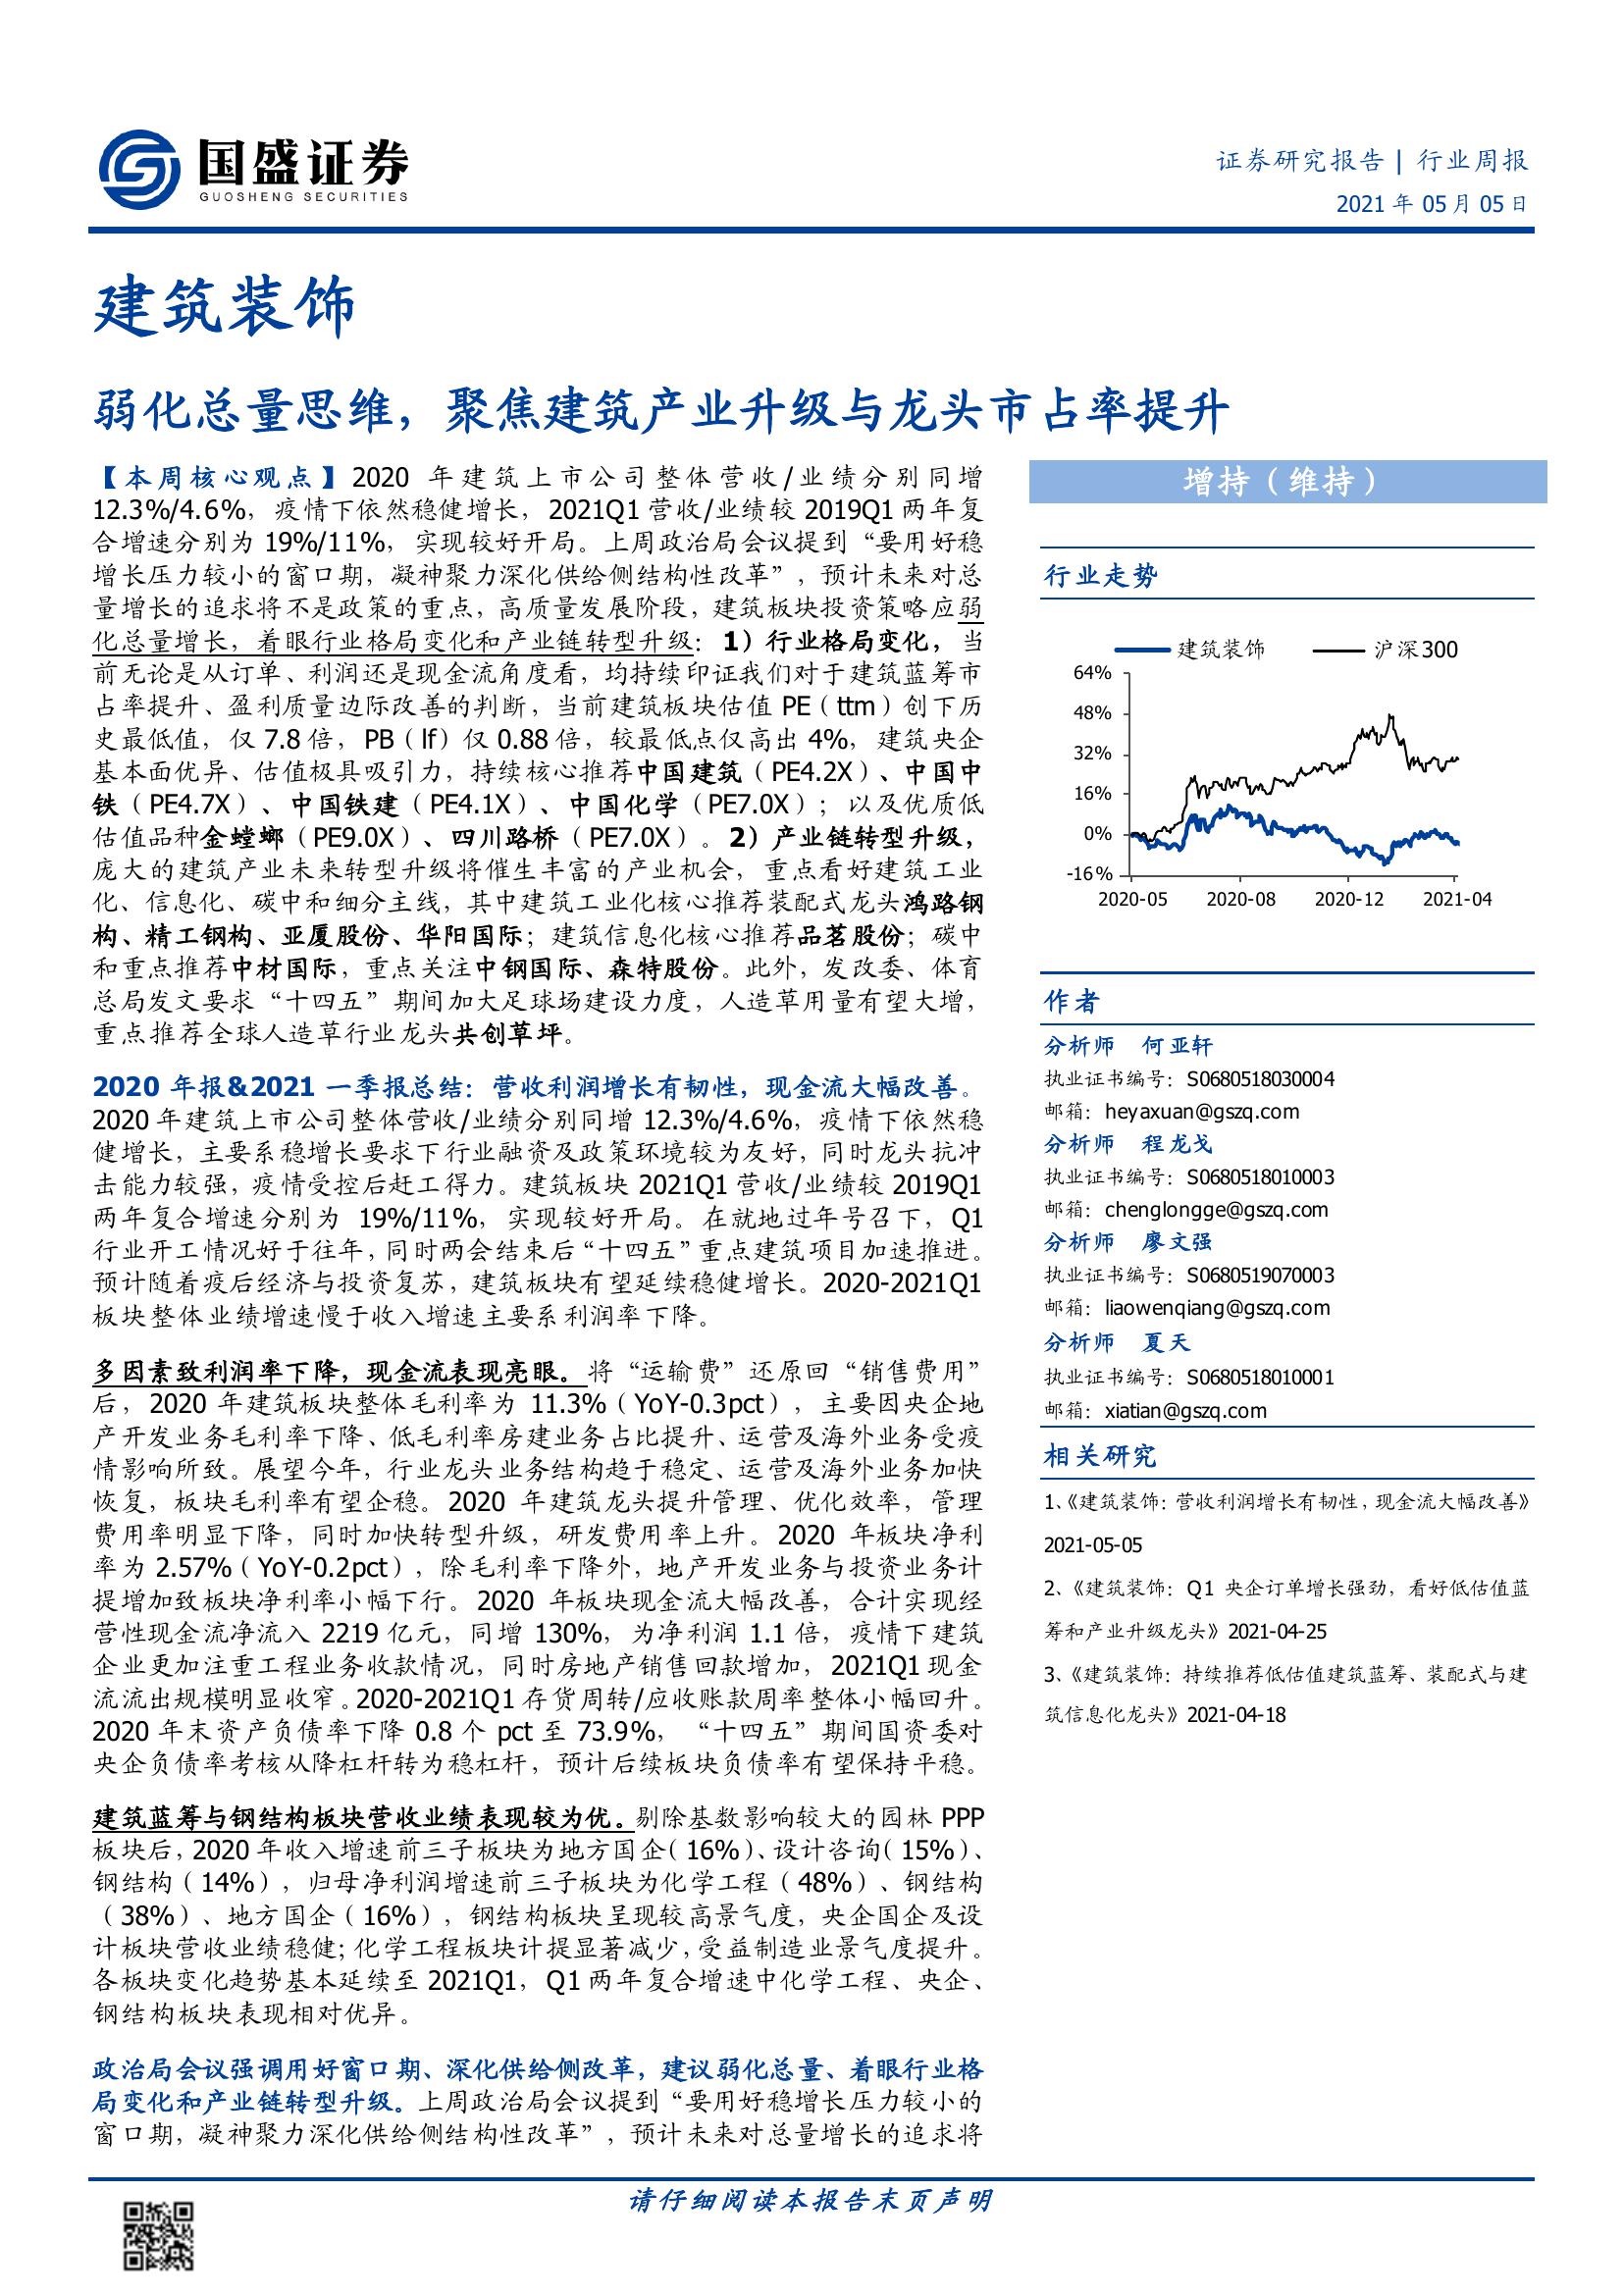 国盛证券
GUOSHENG SECURITIES
证券研究报告 | 行业周报
2021 年 05 月 05 日
建筑装饰
弱化总量思维，聚焦建筑产业升级与龙头市占率提升
【本周核心观点】2020 年建筑上市公司整体营收/业绩分别同增
12.3%/4.6%，疫情下依然稳健增长，2021Q1 营收/业绩较 2019Q1 两年复
合增速分别为 19%/11%，实现较好开局。上周政治局会议提到“要用好稳
增长压力较小的窗口期，凝神聚力深化供给侧结构性改革”，预计未来对总
量增长的追求将不是政策的重点，高质量发展阶段，建筑板块投资策略应弱
化总量增长，着眼行业格局变化和产业链转型升级：1）行业格局变化，当
前无论是从订单、利润还是现金流角度看，均持续印证我们对于建筑蓝筹市
占率提升、盈利质量边际改善的判断，当前建筑板块估值 PE（ttm）创下历
史最低值，仅 7.8 倍，PB（lf）仅 0.88 倍，较最低点仅高出 4%，建筑央企
基本面优异、估值极具吸引力，持续核心推荐中国建筑（PE4.2X）、中国中
铁（PE4.7X）、中国铁建（PE4.1X）、中国化学（PE7.0X）；以及优质低
估值品种金螳螂（PE9.0X）、四川路桥（PE7.0X）。2）产业链转型升级，
庞大的建筑产业未来转型升级将催生丰富的产业机会，重点看好建筑工业
化、信息化、碳中和细分主线，其中建筑工业化核心推荐装配式龙头鸿路钢
构、精工钢构、亚厦股份、华阳国际；建筑信息化核心推荐品茗股份；碳中
和重点推荐中材国际，重点关注中钢国际、森特股份。此外，发改委、体育
总局发文要求“十四五”期间加大足球场建设力度，人造草用量有望大增，
重点推荐全球人造草行业龙头共创草坪。
2020 年报&2021 一季报总结：营收利润增长有韧性，现金流大幅改善。
2020 年建筑上市公司整体营收/业绩分别同增 12.3%/4.6%，疫情下依然稳
健增长，主要系稳增长要求下行业融资及政策环境较为友好，同时龙头抗冲
击能力较强，疫情受控后赶工得力。建筑板块 2021Q1 营收/业绩较 2019Q1
两年复合增速分别为 19%/11%，实现较好开局。在就地过年号召下，Q1
行业开工情况好于往年，同时两会结束后“十四五”重点建筑项目加速推进。
预计随着疫后经济与投资复苏，建筑板块有望延续稳健增长。2020-2021Q1
板块整体业绩增速慢于收入增速主要系利润率下降。
多因素致利润率下降，现金流表现亮眼。将“运输费”还原回“销售费用”
后，2020 年建筑板块整体毛利率为 11.3%（YoY-0.3pct），主要因央企地
产开发业务毛利率下降、低毛利率房建业务占比提升、运营及海外业务受疫
情影响所致。展望今年，行业龙头业务结构趋于稳定、运营及海外业务加快
恢复，板块毛利率有望企稳。2020 年建筑龙头提升管理、优化效率，管理
费用率明显下降，同时加快转型升级，研发费用率上升。2020 年板块净利
率为 2.57%（YoY-0.2pct），除毛利率下降外，地产开发业务与投资业务计
提增加致板块净利率小幅下行。2020 年板块现金流大幅改善，合计实现经
营性现金流净流入 2219 亿元，同增 130%，为净利润 1.1 倍，疫情下建筑
企业更加注重工程业务收款情况，同时房地产销售回款增加，2021Q1 现金
流流出规模明显收窄。2020-2021Q1 存货周转/应收账款周率整体小幅回升。
2020 年末资产负债率下降 0.8 个 pct 至 73.9%，“十四五”期间国资委对
央企负债率考核从降杠杆转为稳杠杆，预计后续板块负债率有望保持平稳。
建筑蓝筹与钢结构板块营收业绩表现较为优。剔除基数影响较大的园林 PPP
板块后，2020 年收入增速前三子板块为地方国企（16%）、设计咨询（15%）、
钢结构（14%），归母净利润增速前三子板块为化学工程（48%）、钢结构
（38%）、地方国企（16%），钢结构板块呈现较高景气度，央企国企及设
计板块营收业绩稳健；化学工程板块计提显著减少，受益制造业景气度提升。
各板块变化趋势基本延续至 2021Q1，Q1 两年复合增速中化学工程、央企、
钢结构板块表现相对优异。
政治局会议强调用好窗口期、深化供给侧改革，建议弱化总量、着眼行业格
局变化和产业链转型升级。上周政治局会议提到“要用好稳增长压力较小的
窗口期，凝神聚力深化供给侧结构性改革”，预计未来对总量增长的追求将
增持（维持）
行业走势
建筑装饰 沪深300
64%
48%
32%
16%
0%
-16%
2020-05 2020-08 2020-12 2021-04
作者
分析师 何亚轩
执业证书编号：S0680518030004
邮箱：heyaxuan@gszq.com
分析师 程龙戈
执业证书编号：S0680518010003
邮箱：chenglongge@gszq.com
分析师 廖文强
执业证书编号：S0680519070003
邮箱：liaowenqiang@gszq.com
分析师 夏天
执业证书编号：S0680518010001
邮箱：xiatian@gszq.com
相关研究
1、《建筑装饰：营收利润增长有韧性，现金流大幅改善》
2021-05-05
2、《建筑装饰：Q1 央企订单增长强劲，看好低估值蓝
筹和产业升级龙头》2021-04-25
3、《建筑装饰：持续推荐低估值建筑蓝筹、装配式与建
筑信息化龙头》2021-04-18
请仔细阅读本报告末页声明